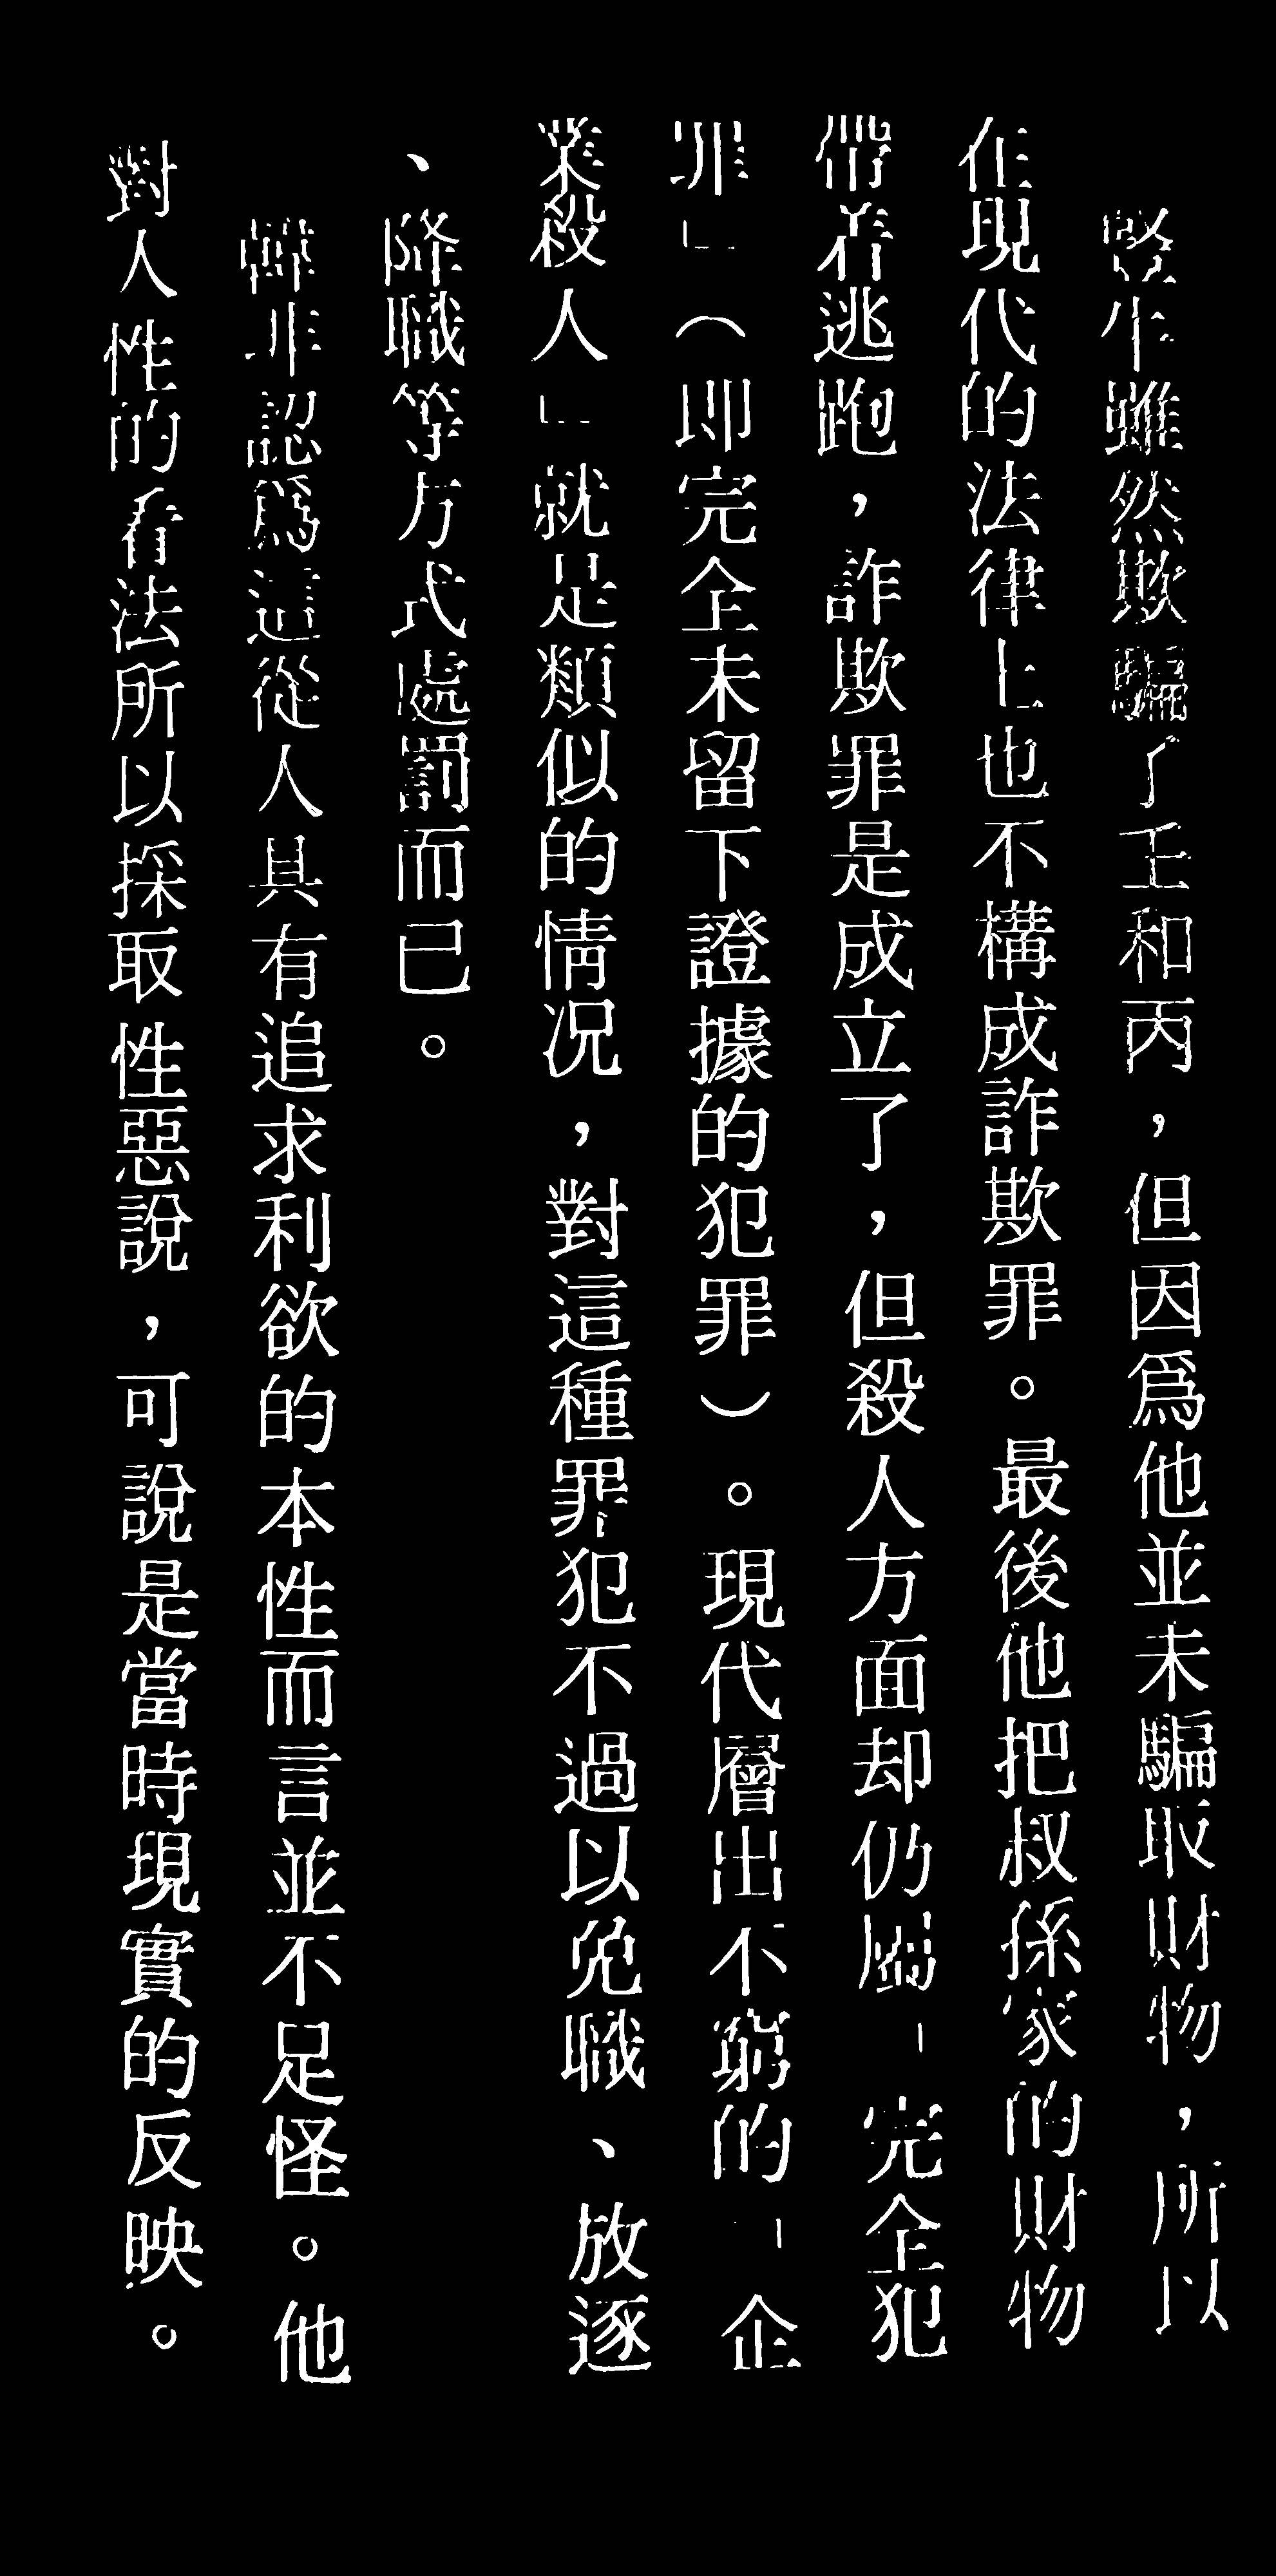 豎牛雖然欺騙了壬和丙，但因爲他並未騙取財物，所以
在現代的法律上也不構成詐欺罪。最後他把叔孫家的財物
帶着逃跑，詐欺罪是成立了，但殺人方面却仍屬「完全犯
罪」（即完全未留下證據的犯罪）。現代層出不窮的「企
業殺人」就是類似的情况，對這種罪犯不過以免職、放逐
、降職等方式處罰而已。
韓非認爲這從人具有追求利欲的本性而言並不足怪。他
對人性的看法所以採取性惡說，可說是當時現實的反映。